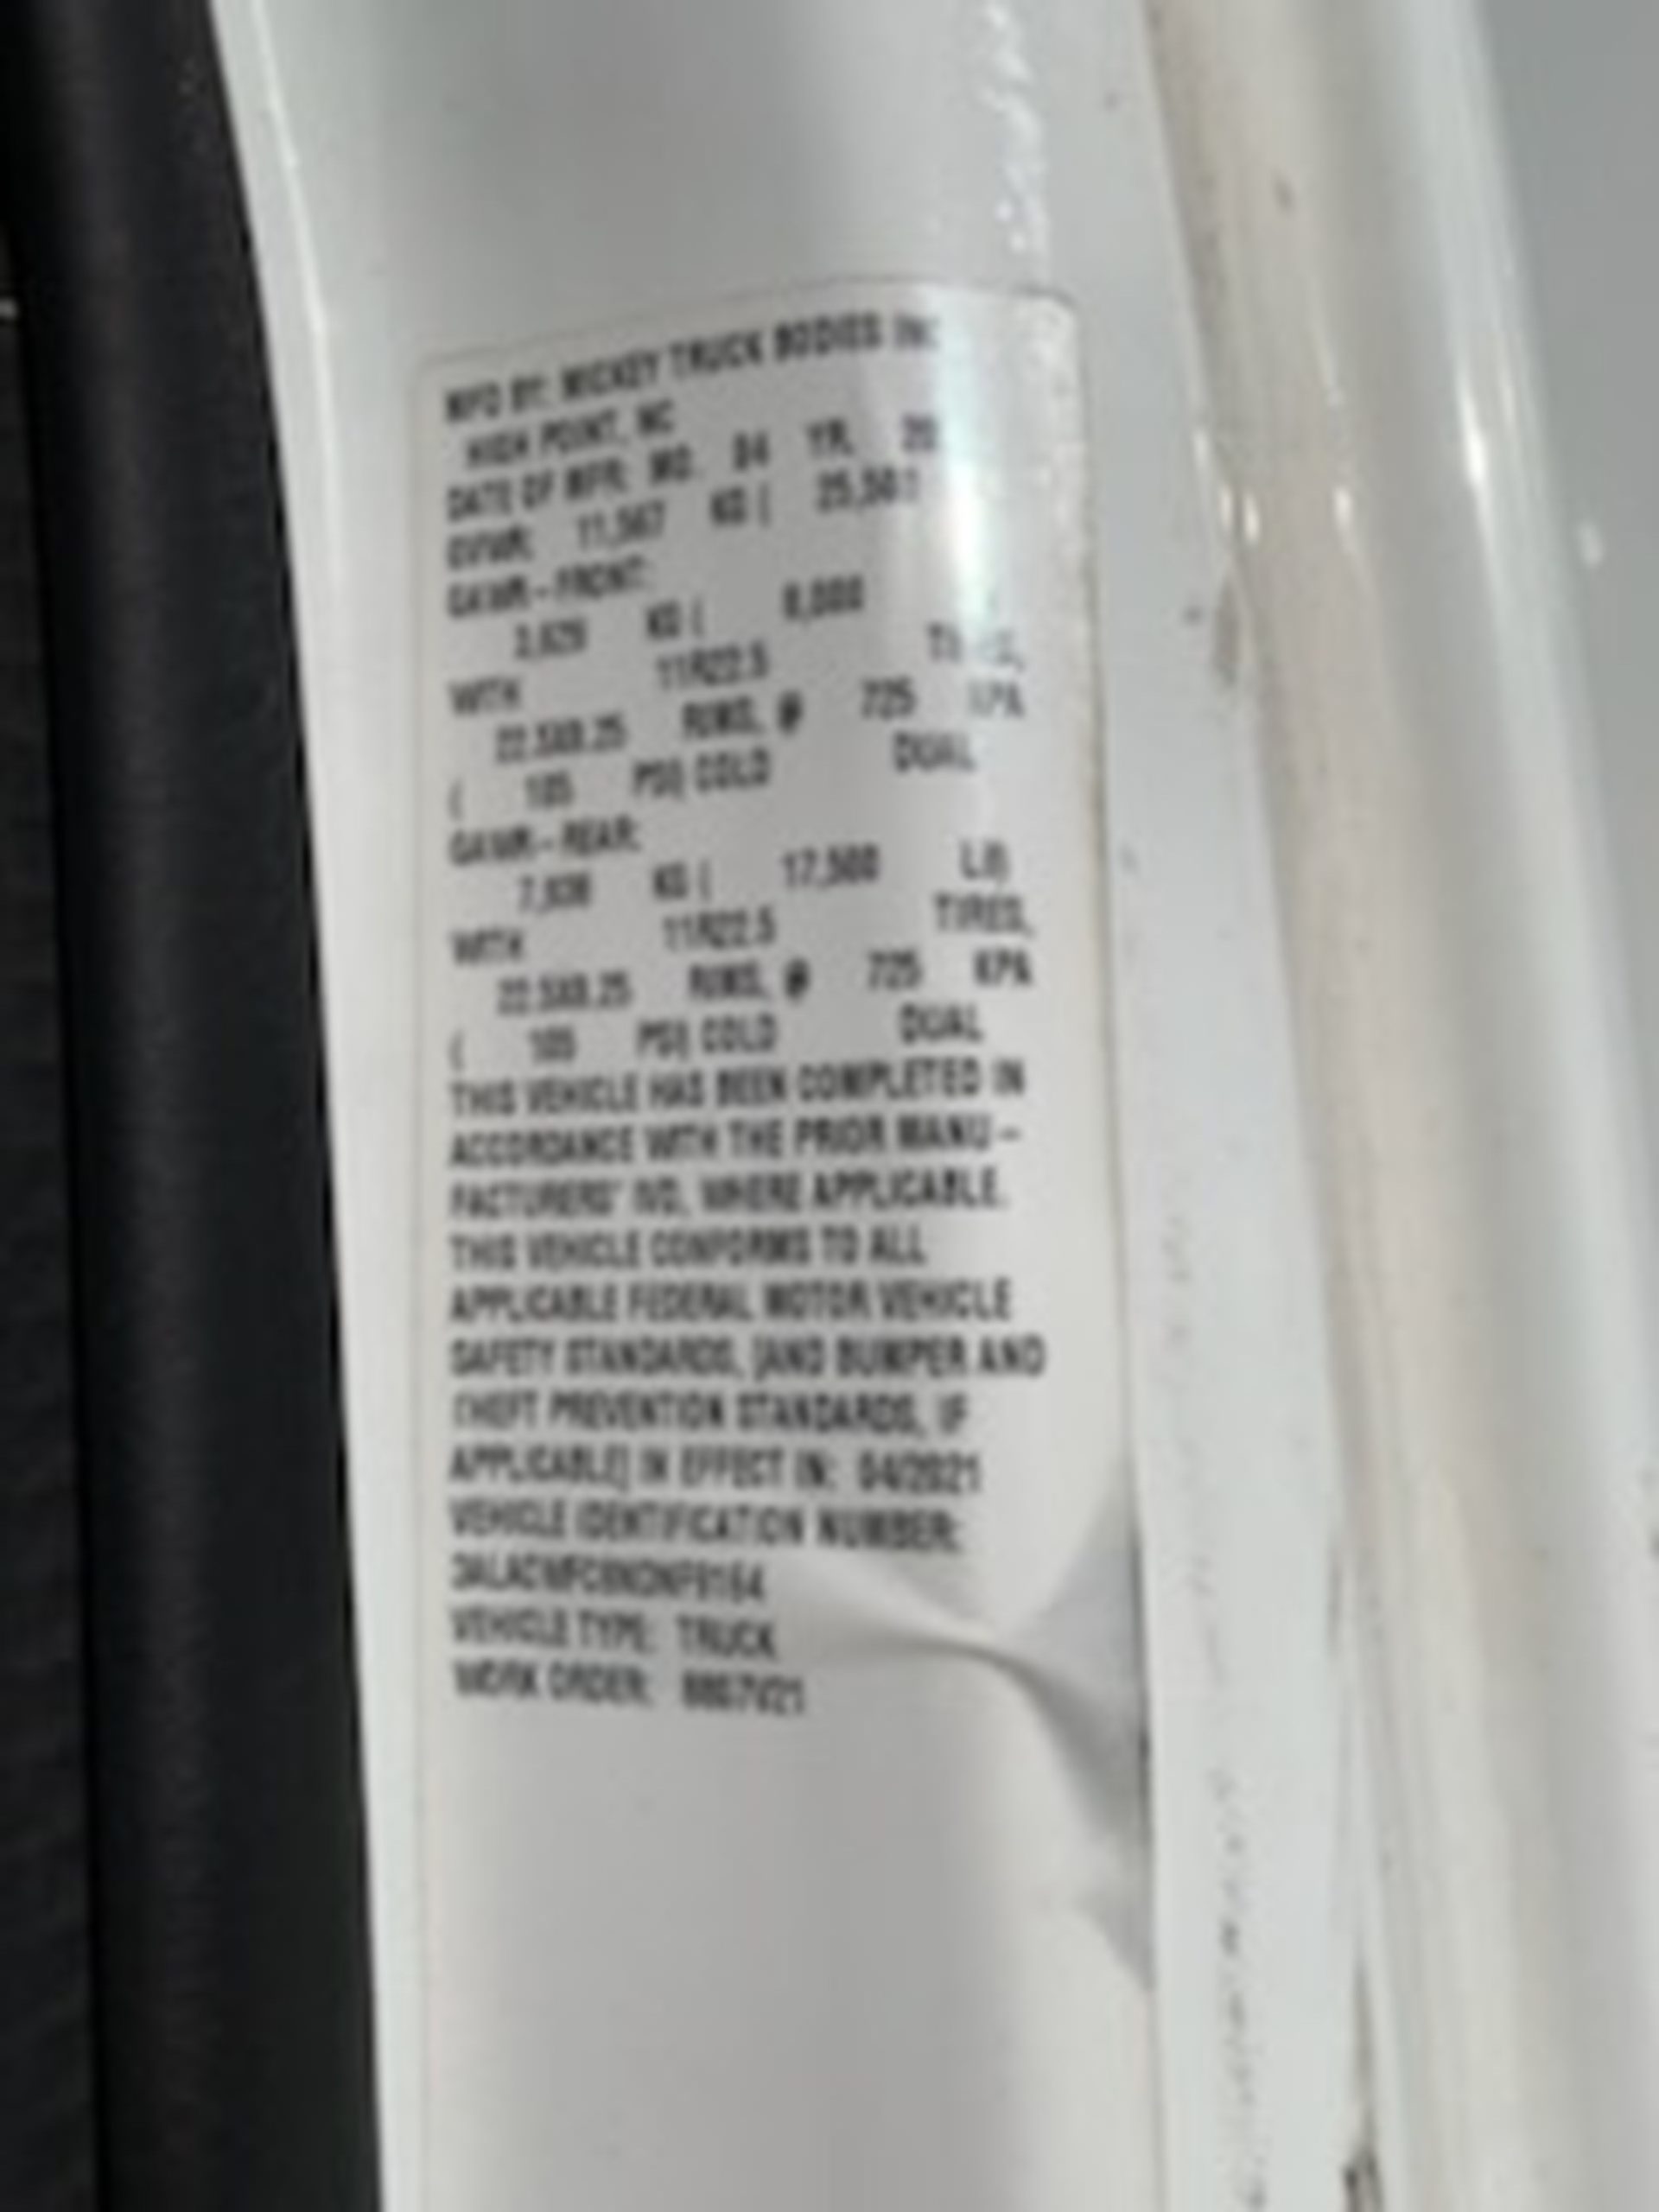 MFD BY: MICKEY TRUCK BODIES INC
HIGH POINT, NC
DATE OF MFR: MO. 04 YR. 20
GVWR: 11,567 KG (
GAWR - FRONT:
3,629 KG ( 8,000
WITH 11R22.5 TIRES,
22.5X8.25 RIMS, @ 725 KPA
( 105 PSI) COLD DUAL
GAWR - REAR:
7,938 KG ( 17,500 LB)
WITH 11R22.5 TIRES,
22.5X8.25 RIMS, @ 725 KPA
( 105 PSI) COLD DUAL
THIS VEHICLE HAS BEEN COMPLETED IN
ACCORDANCE WITH THE PRIOR MANU -
FACTURERS' IVD, WHERE APPLICABLE.
THIS VEHICLE CONFORMS TO ALL
APPLICABLE FEDERAL MOTOR VEHICLE
SAFETY STANDARDS, [AND BUMPER AND
THEFT PREVENTION STANDARDS, IF
APPLICABLE] IN EFFECT IN: 04/2021
VEHICLE IDENTIFICATION NUMBER:
VEHICLE TYPE: TRUCK
WORK ORDER: